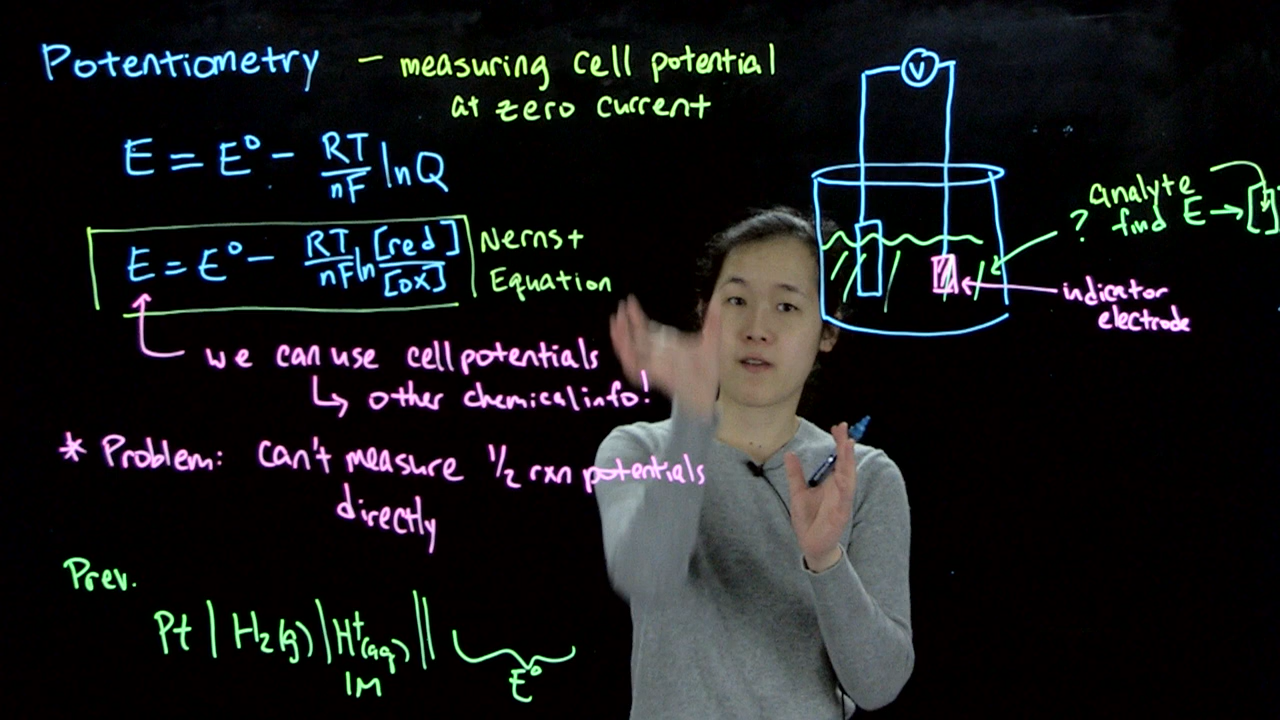 Potentiometry – measuring cell potential
at zero current
E = E° – RT/nF ln Q
E = E° – RT/nF ln [red]/[ox]
Nernst
Equation
we can use cell potentials
↳ other chemical info!
* Problem: can't measure ½ rxn potentials
directly
Prev.
Pt | H₂(g) | H⁺(aq) ||
1M
E°
V
analyte
? find E → [ ]
indicator
electrode